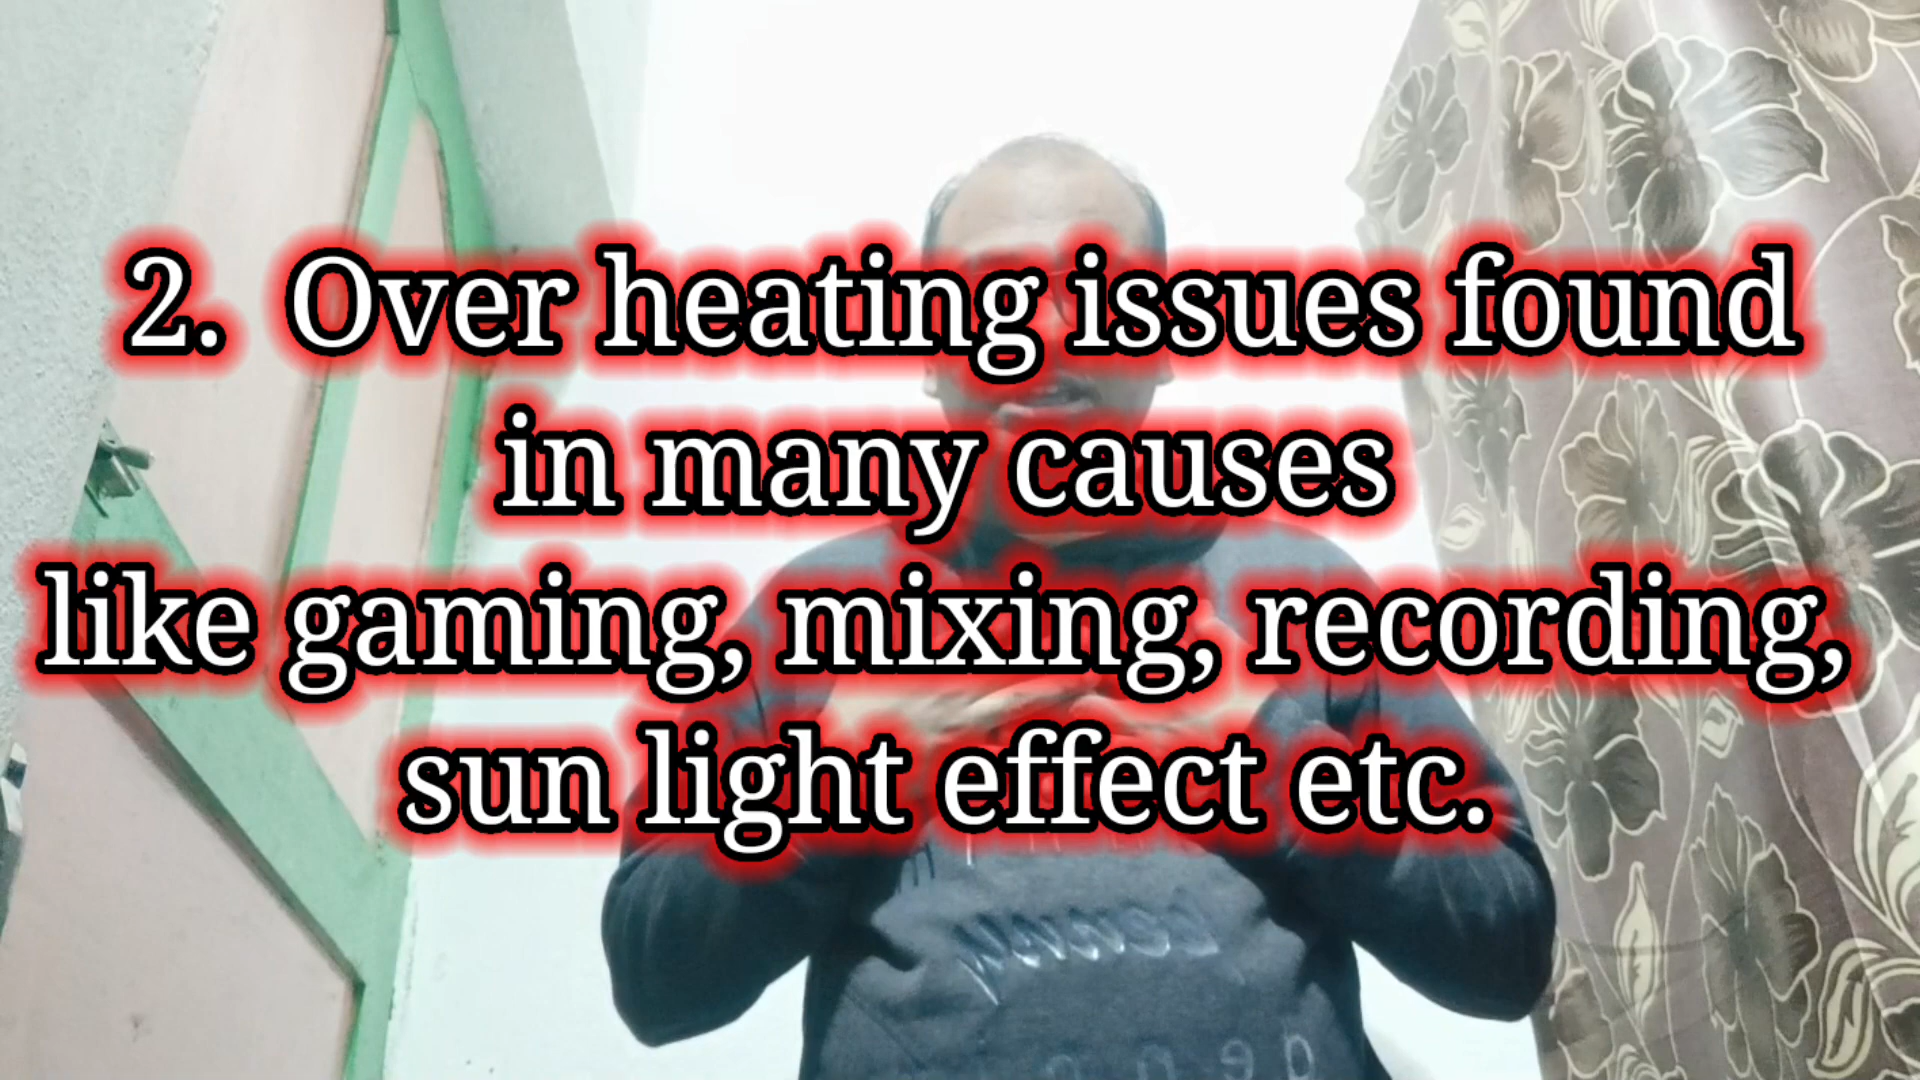 2. Over heating issues found
in many causes
like gaming, mixing, recording,
sun light effect etc.